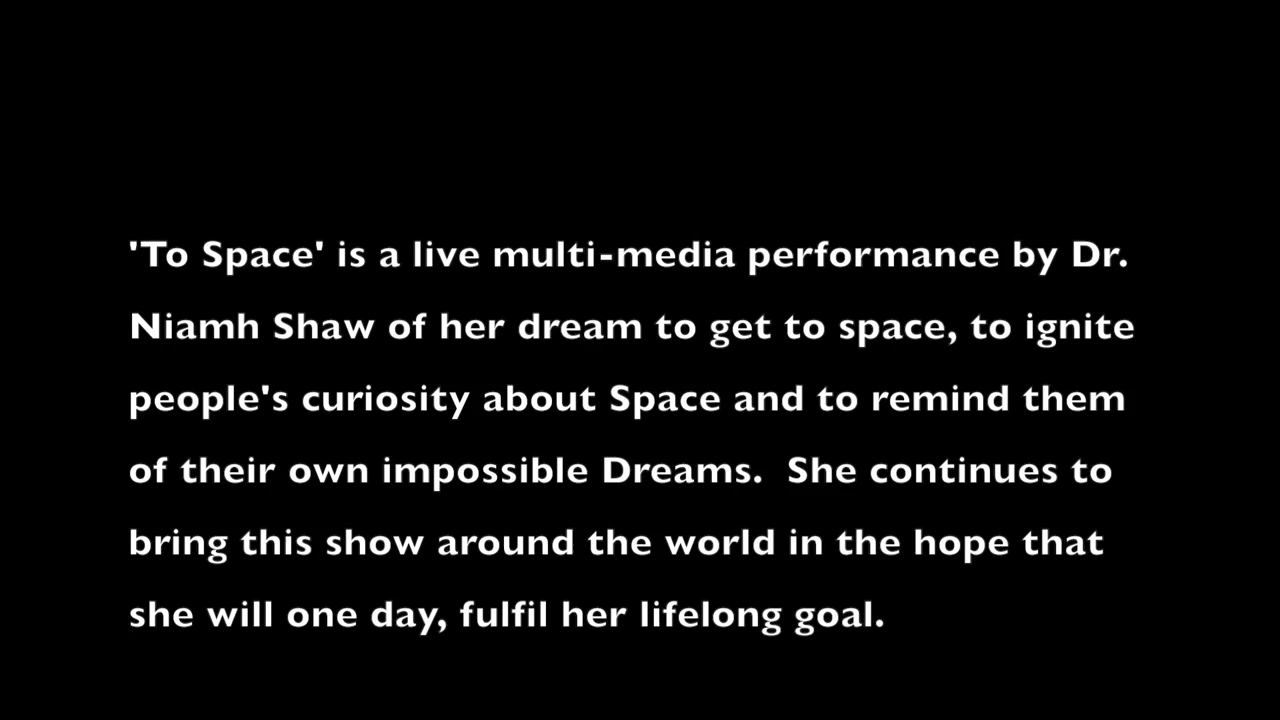 'To Space' is a live multi-media performance by Dr.
Niamh Shaw of her dream to get to space, to ignite
people's curiosity about Space and to remind them
of their own impossible Dreams.  She continues to
bring this show around the world in the hope that
she will one day, fulfil her lifelong goal.